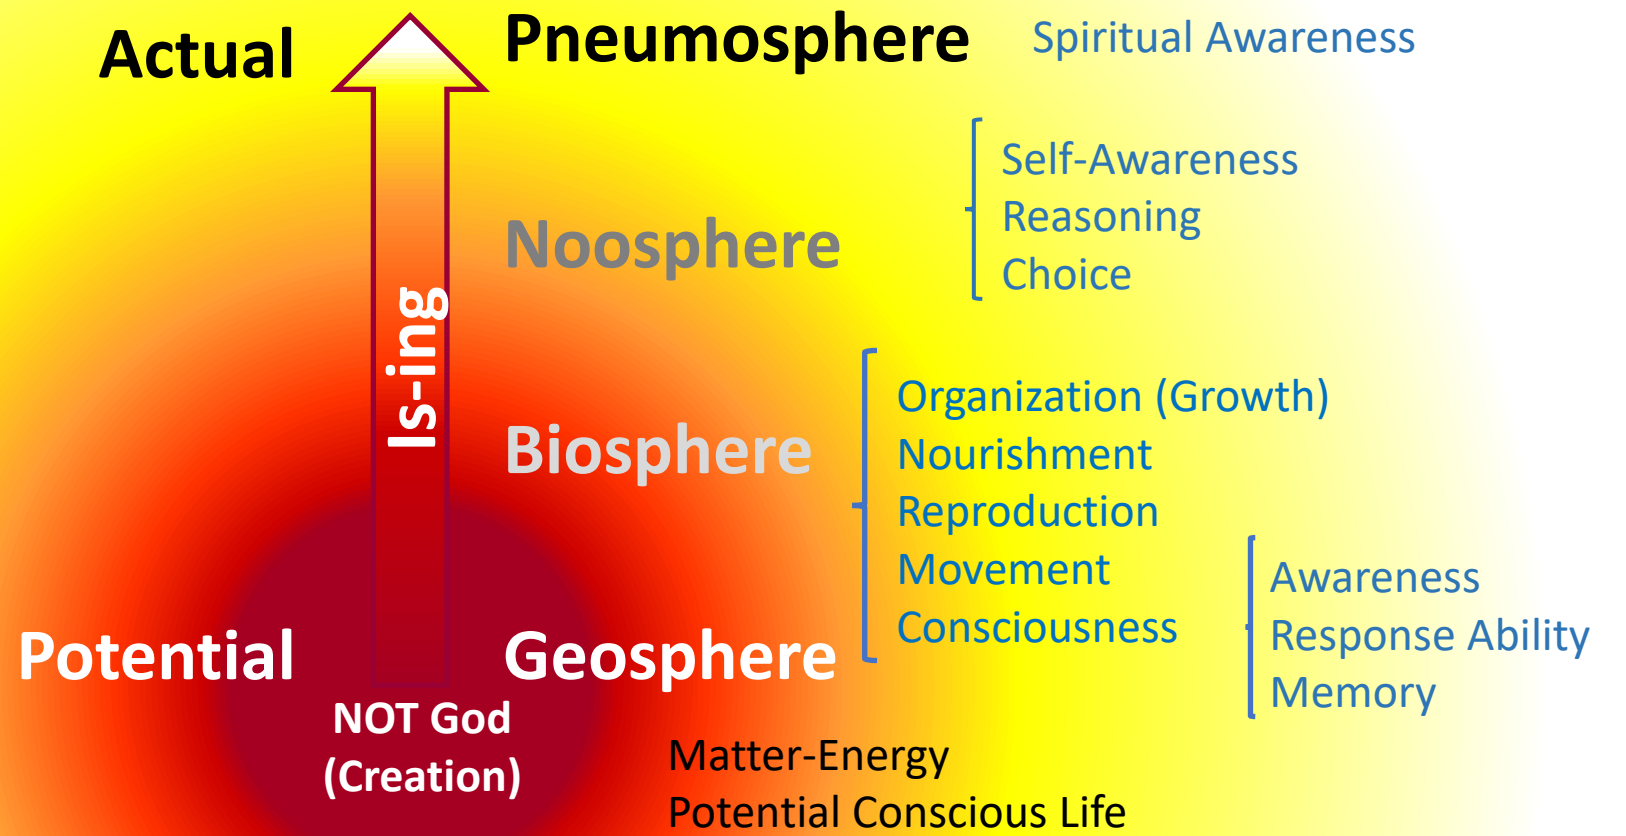 Actual
Pneumosphere
Spiritual Awareness
Noosphere
Self-Awareness
Reasoning
Choice
Is-ing
Biosphere
Organization (Growth)
Nourishment
Reproduction
Movement
Consciousness
Awareness
Response Ability
Memory
Potential
Geosphere
NOT God
(Creation)
Matter-Energy
Potential Conscious Life